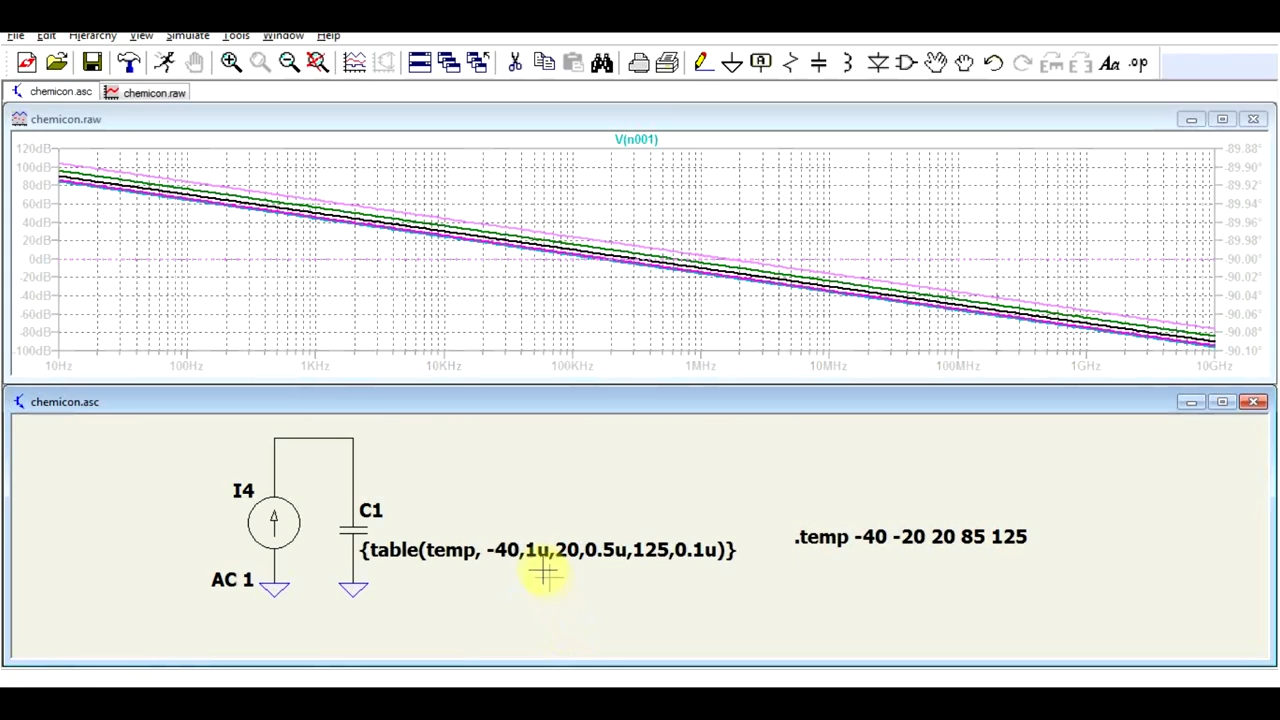 File Edit Hierarchy View Simulate Tools Window Help
Aa .op
chemicon.asc chemicon.raw
chemicon.raw
V(n001)
120dB -89.88°
100dB -89.90°
80dB -89.92°
60dB -89.94°
40dB -89.96°
20dB -89.98°
0dB -90.00°
-20dB -90.02°
-40dB -90.04°
-60dB -90.06°
-80dB -90.08°
-100dB -90.10°
10Hz 100Hz 1KHz 10KHz 100KHz 1MHz 10MHz 100MHz 1GHz 10GHz
chemicon.asc
I4
C1
{table(temp, -40,1u,20,0.5u,125,0.1u)}
.temp -40 -20 20 85 125
AC 1